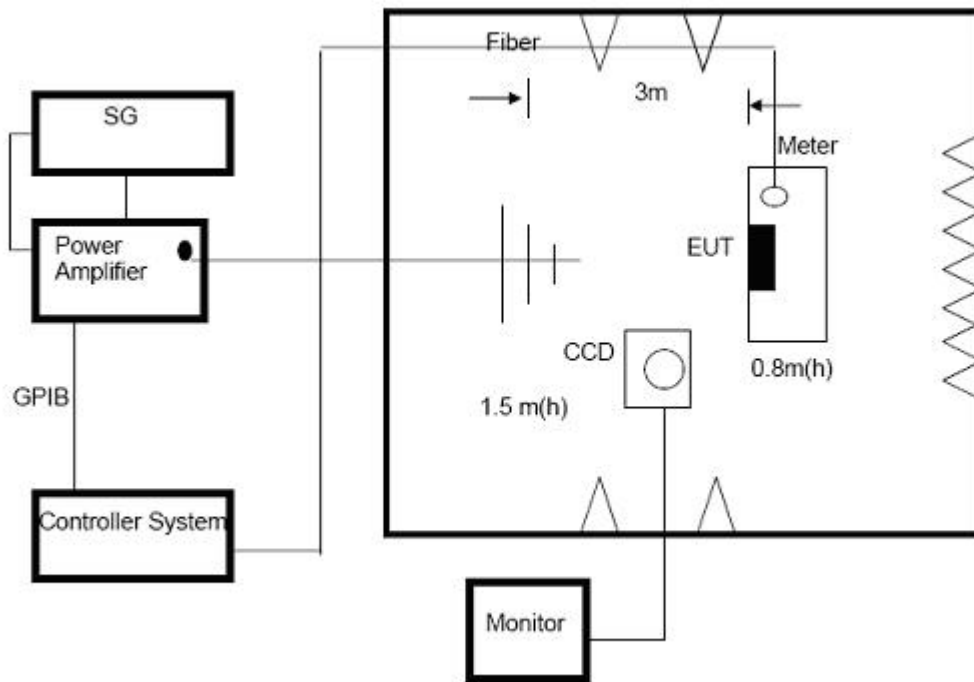 Fiber
3m
SG
Meter
Power
Amplifier
EUT
CCD
0.8m(h)
GPIB
1.5 m(h)
Controller System
Monitor